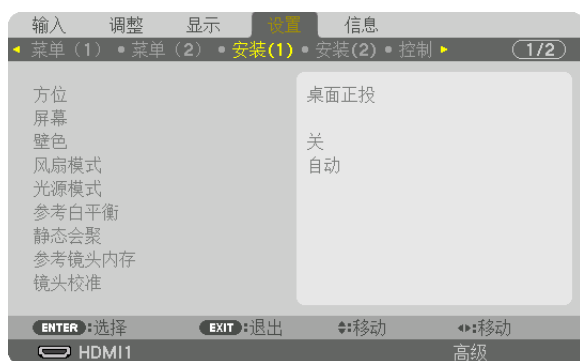 输入 调整 显示 设置 信息
菜单（1） 菜单（2） 安装(1) 安装(2) 控制 (1/2)
方位 桌面正投
屏幕
壁色 关
风扇模式 自动
光源模式
参考白平衡
静态会聚
参考镜头内存
镜头校准
ENTER:选择 EXIT:退出 :移动 :移动
HDMI1 高级